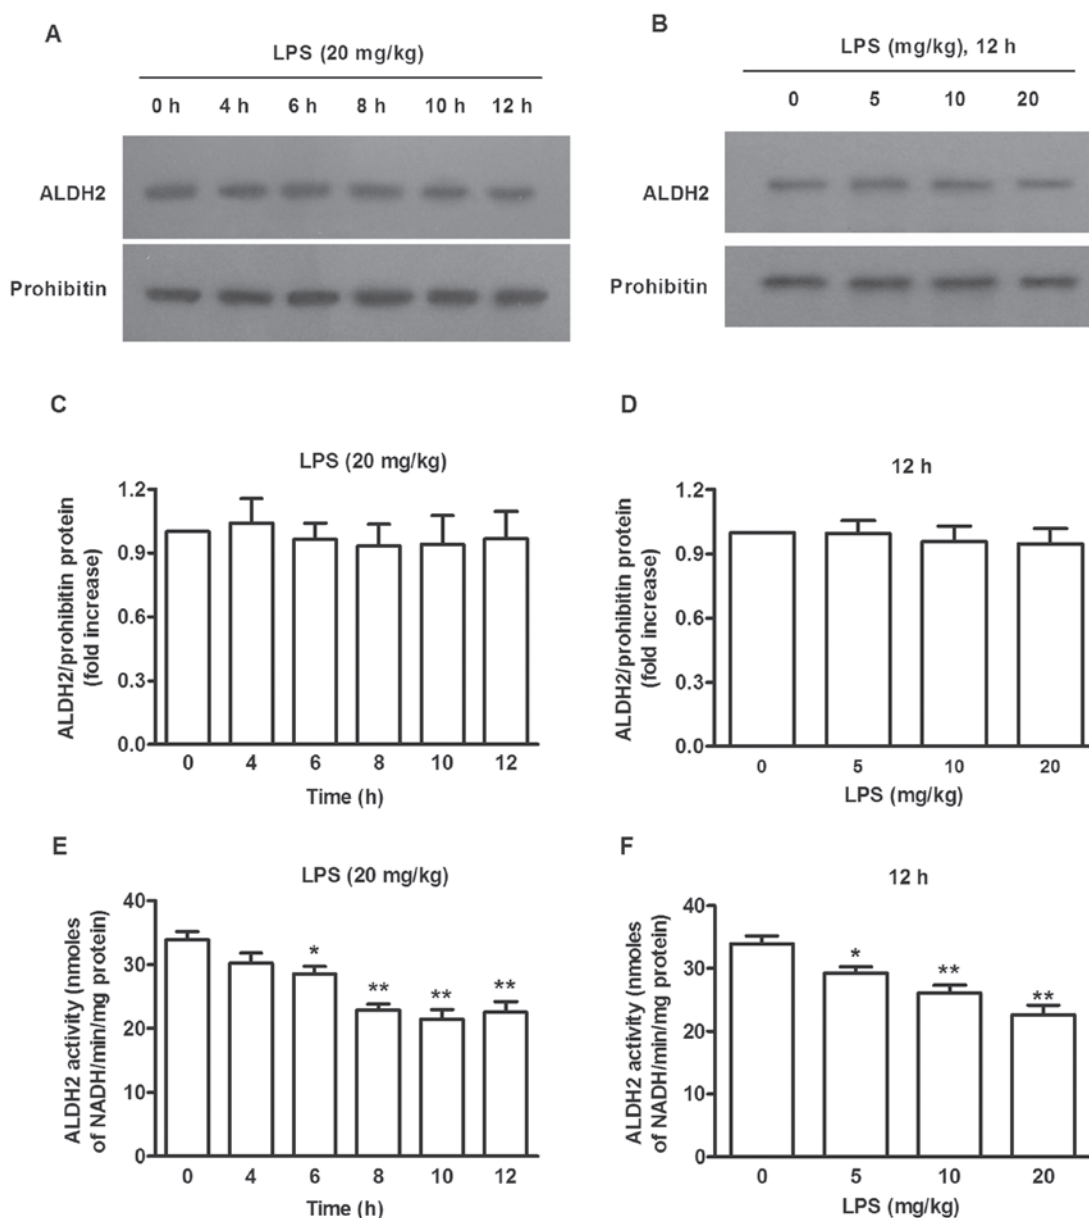 A
LPS (20 mg/kg)
0 h 4 h 6 h 8 h 10 h 12 h
ALDH2
Prohibitin
B
LPS (mg/kg), 12 h
0 5 10 20
ALDH2
Prohibitin
C
LPS (20 mg/kg)
ALDH2/prohibitin protein
(fold increase)
1.2
0.9
0.6
0.3
0.0
0 4 6 8 10 12
Time (h)
D
12 h
ALDH2/prohibitin protein
(fold increase)
1.2
0.9
0.6
0.3
0.0
0 5 10 20
LPS (mg/kg)
E
LPS (20 mg/kg)
ALDH2 activity (nmoles
of NADH/min/mg protein)
40
30
20
10
0
* ** ** **
0 4 6 8 10 12
Time (h)
F
12 h
ALDH2 activity (nmoles
of NADH/min/mg protein)
40
30
20
10
0
* ** **
0 5 10 20
LPS (mg/kg)